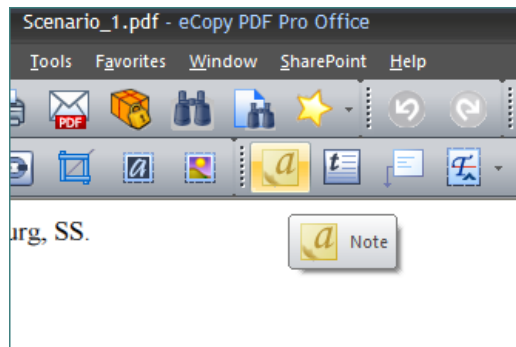 Scenario_1.pdf - eCopy PDF Pro Office
Tools Favorites Window SharePoint Help
PDF
a a t T
urg, SS.
a Note